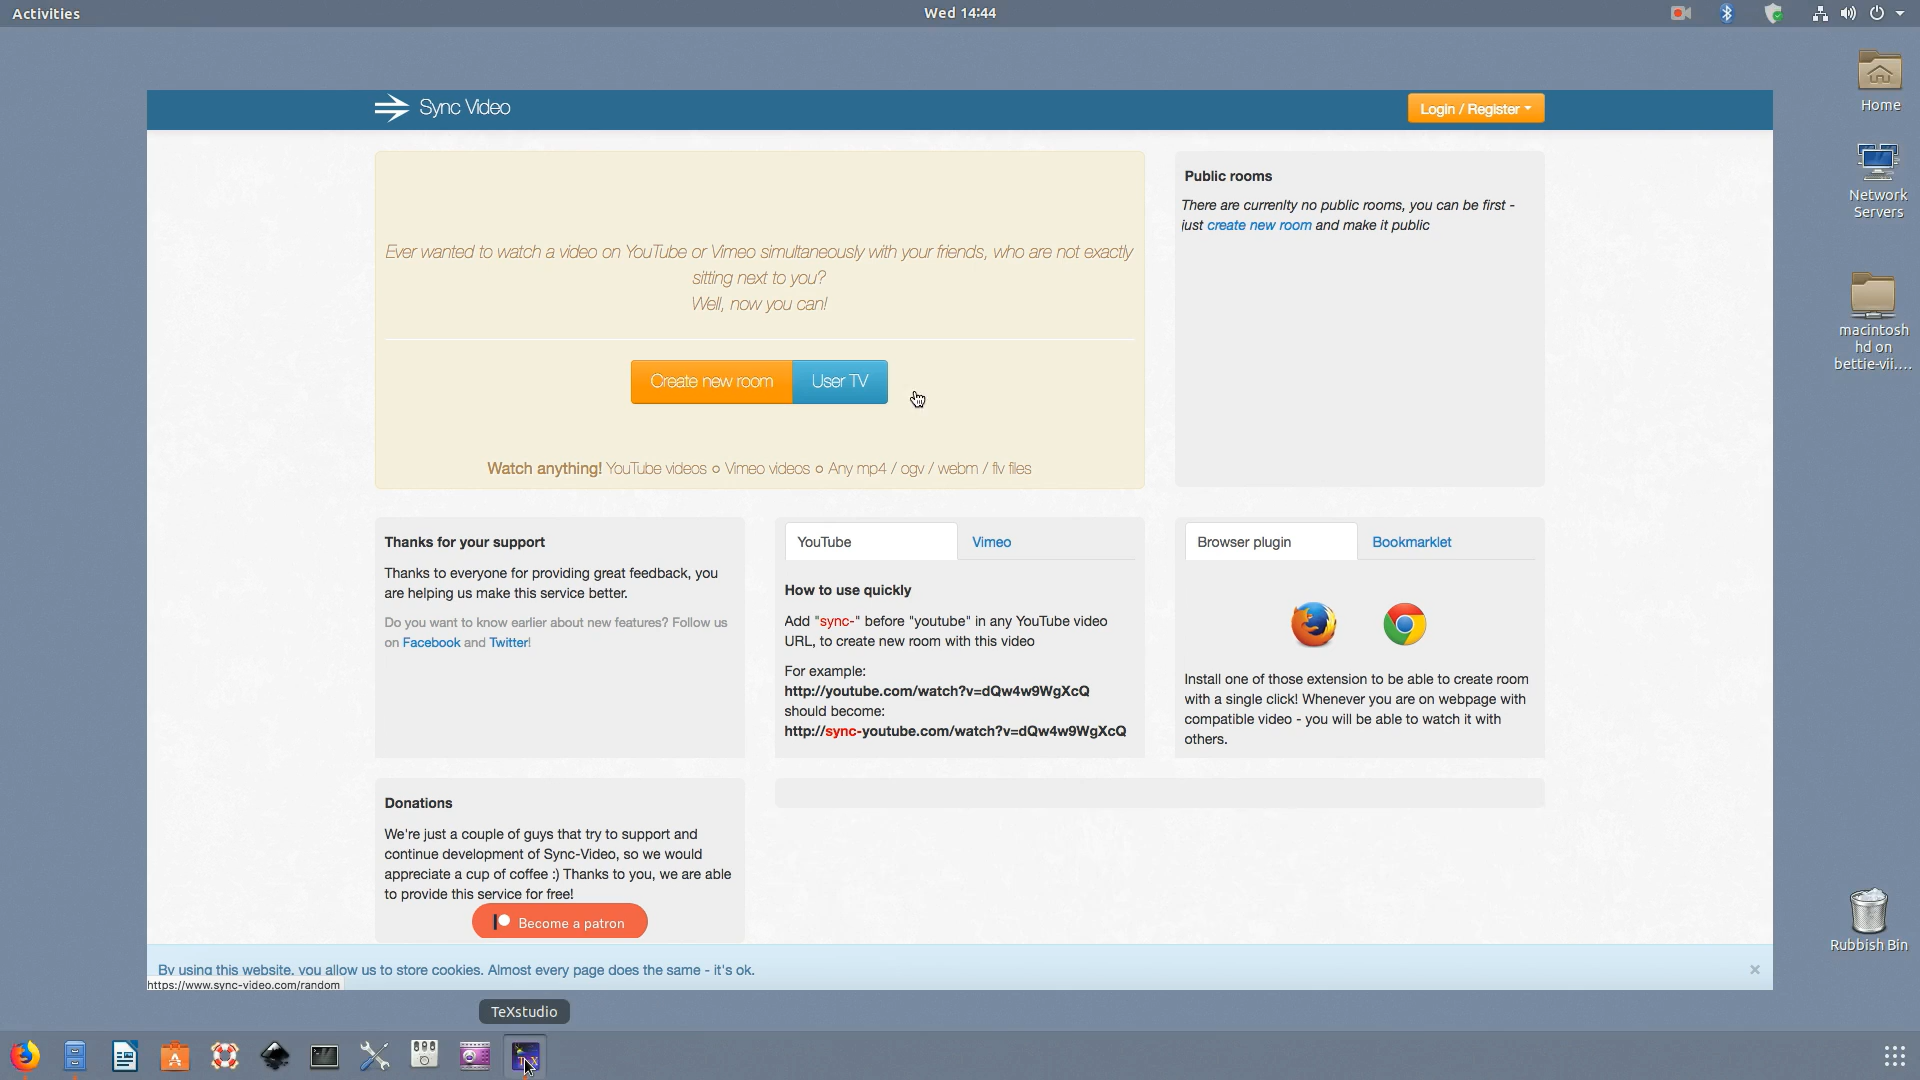 Activities
Wed 14:44
Home
Network
Servers
macintosh
hd on
bettie-vii....
Rubbish Bin
Sync Video
Login / Register
Ever wanted to watch a video on YouTube or Vimeo simultaneously with your friends, who are not exactly
sitting next to you?
Well, now you can!
Create new room
User TV
Watch anything! YouTube videos o Vimeo videos o Any mp4 / ogv / webm / flv files
Public rooms
There are currenlty no public rooms, you can be first -
just create new room and make it public
Thanks for your support
Thanks to everyone for providing great feedback, you
are helping us make this service better.
Do you want to know earlier about new features? Follow us
on Facebook and Twitter!
YouTube
Vimeo
How to use quickly
Add "sync-" before "youtube" in any YouTube video
URL, to create new room with this video
For example:
http://youtube.com/watch?v=dQw4w9WgXcQ
should become:
http://sync-youtube.com/watch?v=dQw4w9WgXcQ
Browser plugin
Bookmarklet
Install one of those extension to be able to create room
with a single click! Whenever you are on webpage with
compatible video - you will be able to watch it with
others.
Donations
We're just a couple of guys that try to support and
continue development of Sync-Video, so we would
appreciate a cup of coffee :) Thanks to you, we are able
to provide this service for free!
Become a patron
By using this website, you allow us to store cookies. Almost every page does the same - it's ok.
https://www.sync-video.com/random
TeXstudio